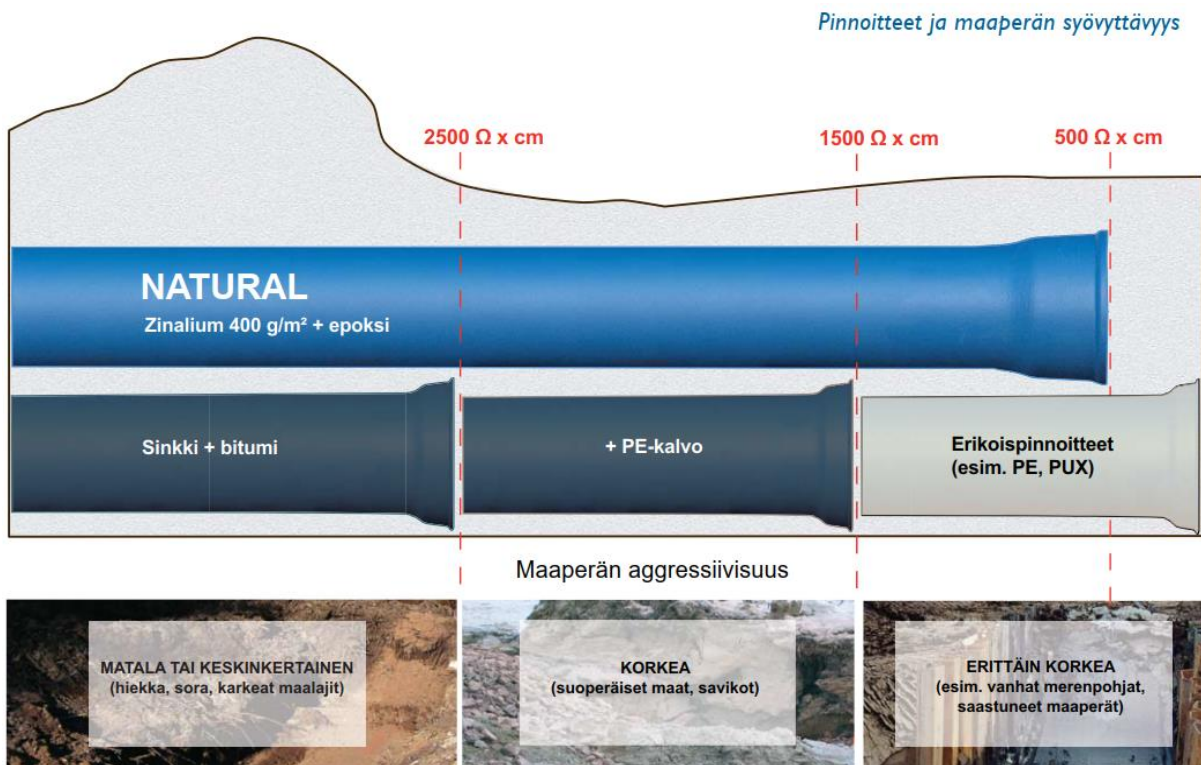 Pinnoitteet ja maaperän syövyttävyys
2500 Ω x cm
1500 Ω x cm
500 Ω x cm
NATURAL
Zinalium 400 g/m² + epoksi
Sinkki + bitumi
+ PE-kalvo
Erikoispinnoitteet
(esim. PE, PUX)
Maaperän aggressiivisuus
MATALA TAI KESKINKERTAINEN
(hiekka, sora, karkeat maalajit)
KORKEA
(suoperäiset maat, savikot)
ERITTÄIN KORKEA
(esim. vanhat merenpohjat,
saastuneet maaperät)